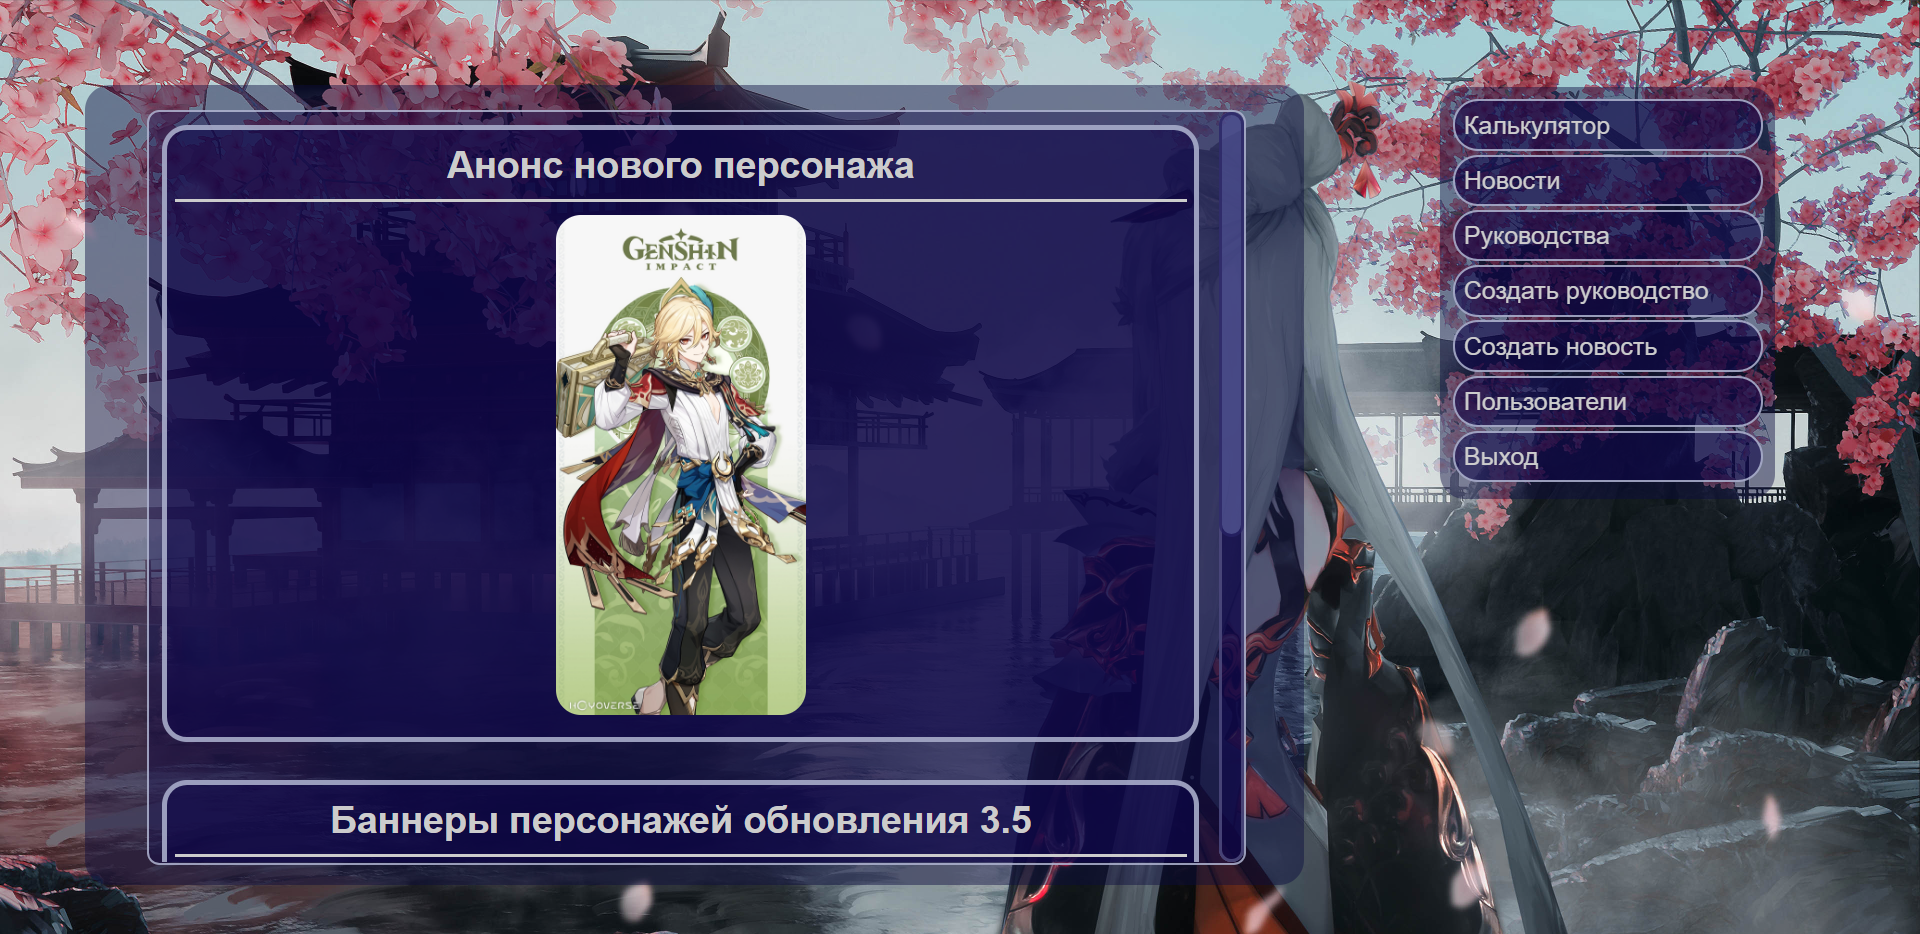 Анонс нового персонажа
GENSHIN
IMPACT
HOYOVERSE
Баннеры персонажей обновления 3.5
Калькулятор
Новости
Руководства
Создать руководство
Создать новость
Пользователи
Выход